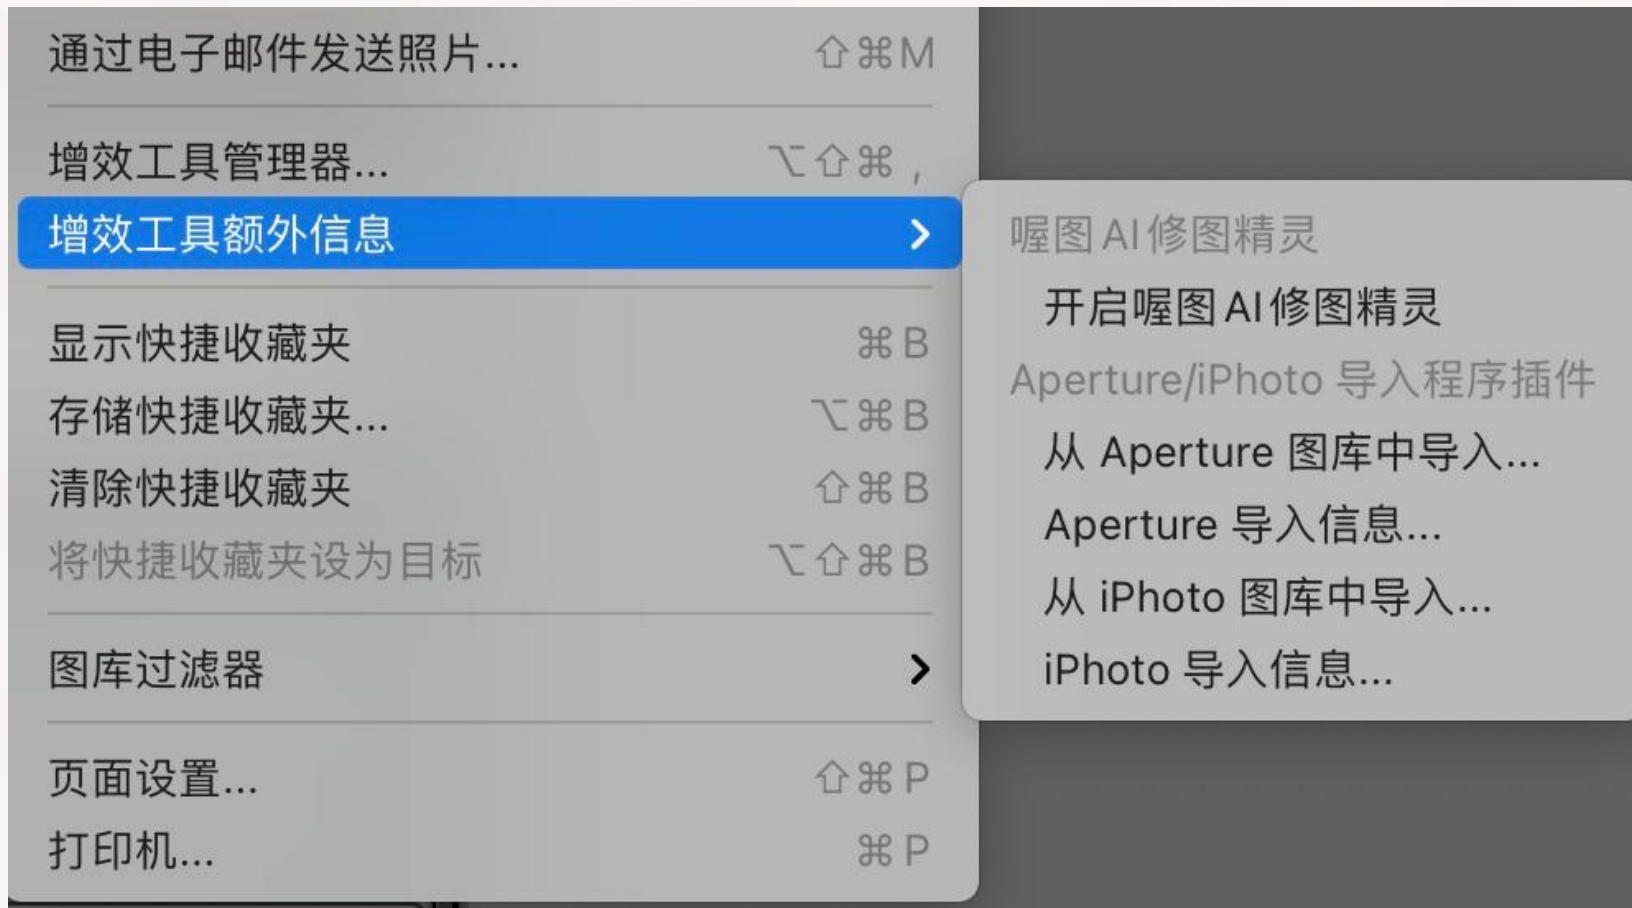 通过电子邮件发送照片... ⇧⌘M
增效工具管理器... ⌥⇧⌘ ,
增效工具额外信息
显示快捷收藏夹 ⌘B
存储快捷收藏夹... ⌥⌘B
清除快捷收藏夹 ⇧⌘B
将快捷收藏夹设为目标 ⌥⇧⌘B
图库过滤器
页面设置... ⇧⌘P
打印机... ⌘P
喔图AI修图精灵
开启喔图AI修图精灵
Aperture/iPhoto 导入程序插件
从 Aperture 图库中导入...
Aperture 导入信息...
从 iPhoto 图库中导入...
iPhoto 导入信息...